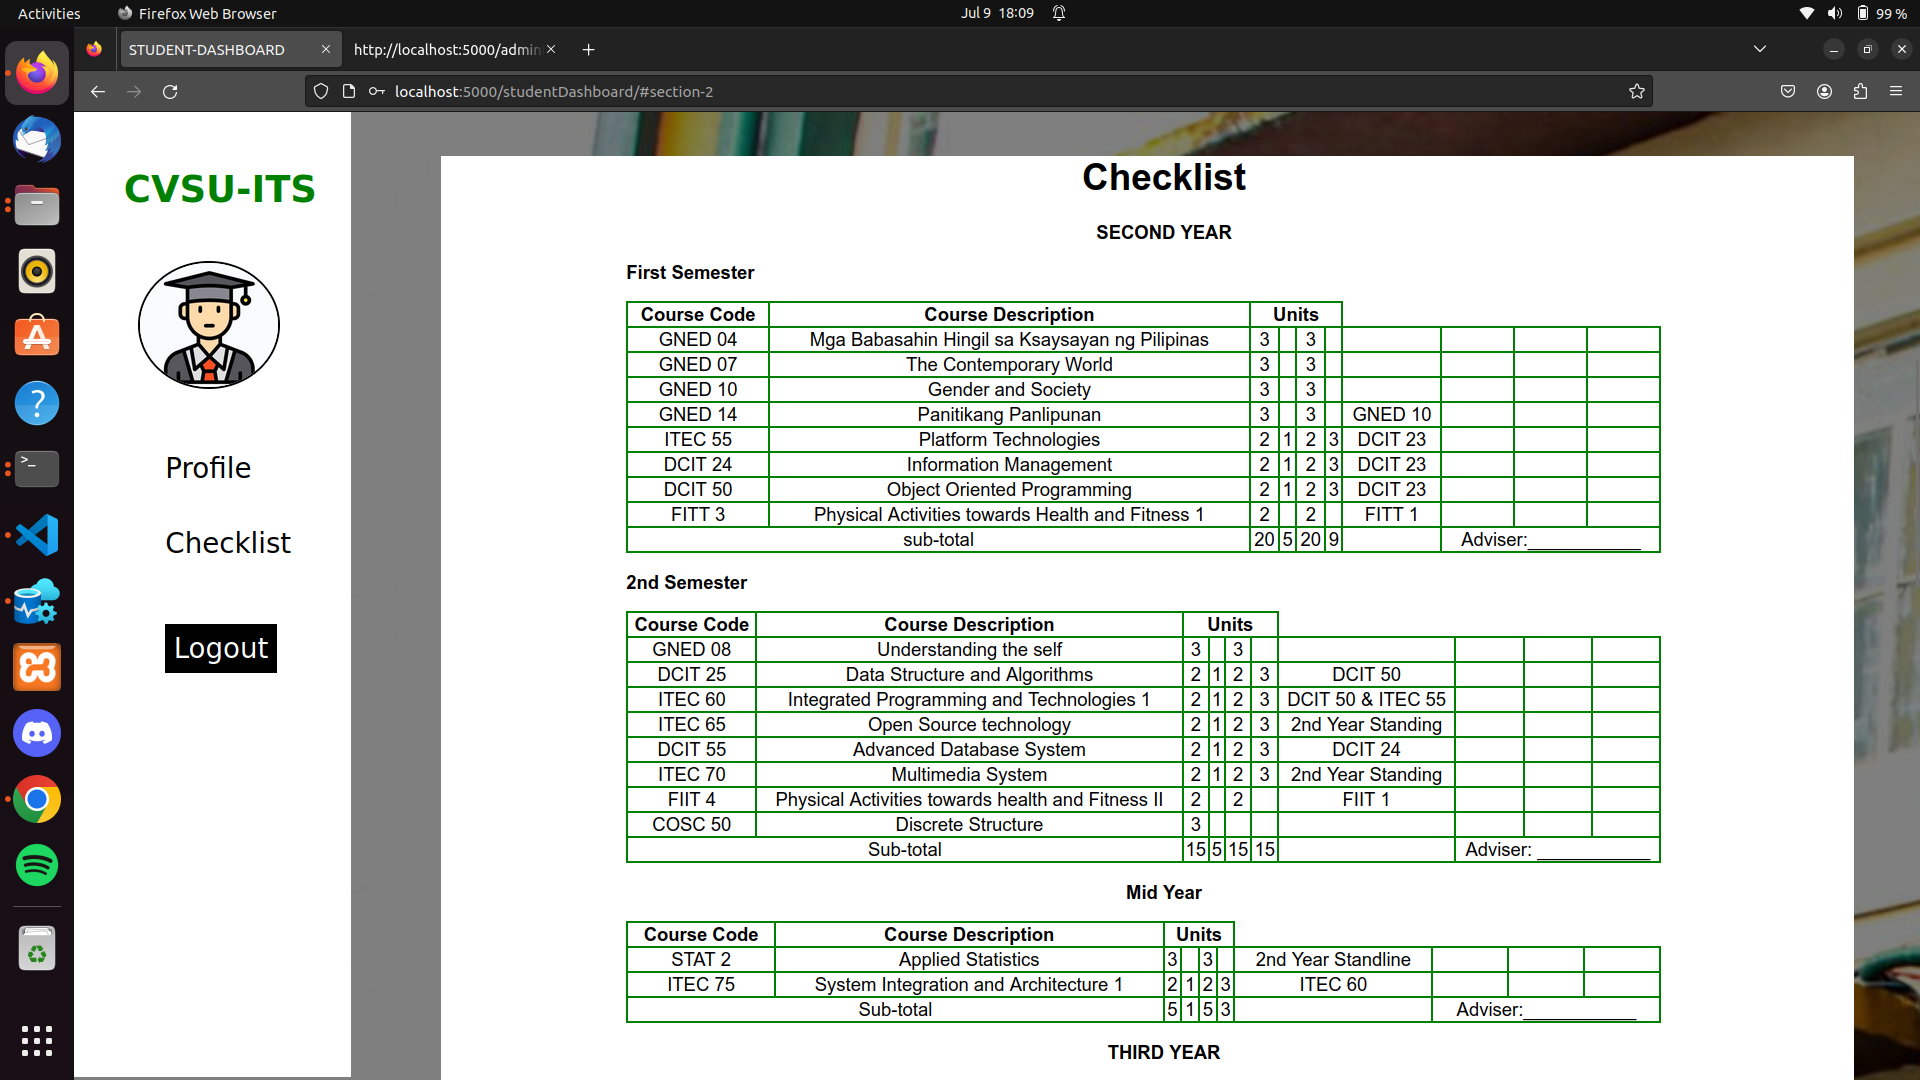 Activities Firefox Web Browser Jul 9 18:09 99 %
STUDENT-DASHBOARD http://localhost:5000/admin
localhost:5000/studentDashboard/#section-2
CVSU-ITS
Profile
Checklist
Logout
Checklist
SECOND YEAR
First Semester
Course Code Course Description Units
GNED 04 Mga Babasahin Hingil sa Ksaysayan ng Pilipinas 3 3
GNED 07 The Contemporary World 3 3
GNED 10 Gender and Society 3 3
GNED 14 Panitikang Panlipunan 3 3 GNED 10
ITEC 55 Platform Technologies 2 1 2 3 DCIT 23
DCIT 24 Information Management 2 1 2 3 DCIT 23
DCIT 50 Object Oriented Programming 2 1 2 3 DCIT 23
FITT 3 Physical Activities towards Health and Fitness 1 2 2 FITT 1
sub-total 20 5 20 9 Adviser:___________
2nd Semester
Course Code Course Description Units
GNED 08 Understanding the self 3 3
DCIT 25 Data Structure and Algorithms 2 1 2 3 DCIT 50
ITEC 60 Integrated Programming and Technologies 1 2 1 2 3 DCIT 50 & ITEC 55
ITEC 65 Open Source technology 2 1 2 3 2nd Year Standing
DCIT 55 Advanced Database System 2 1 2 3 DCIT 24
ITEC 70 Multimedia System 2 1 2 3 2nd Year Standing
FIIT 4 Physical Activities towards health and Fitness II 2 2 FIIT 1
COSC 50 Discrete Structure 3
Sub-total 15 5 15 15 Adviser: ___________
Mid Year
Course Code Course Description Units
STAT 2 Applied Statistics 3 3 2nd Year Standline
ITEC 75 System Integration and Architecture 1 2 1 2 3 ITEC 60
Sub-total 5 1 5 3 Adviser:___________
THIRD YEAR